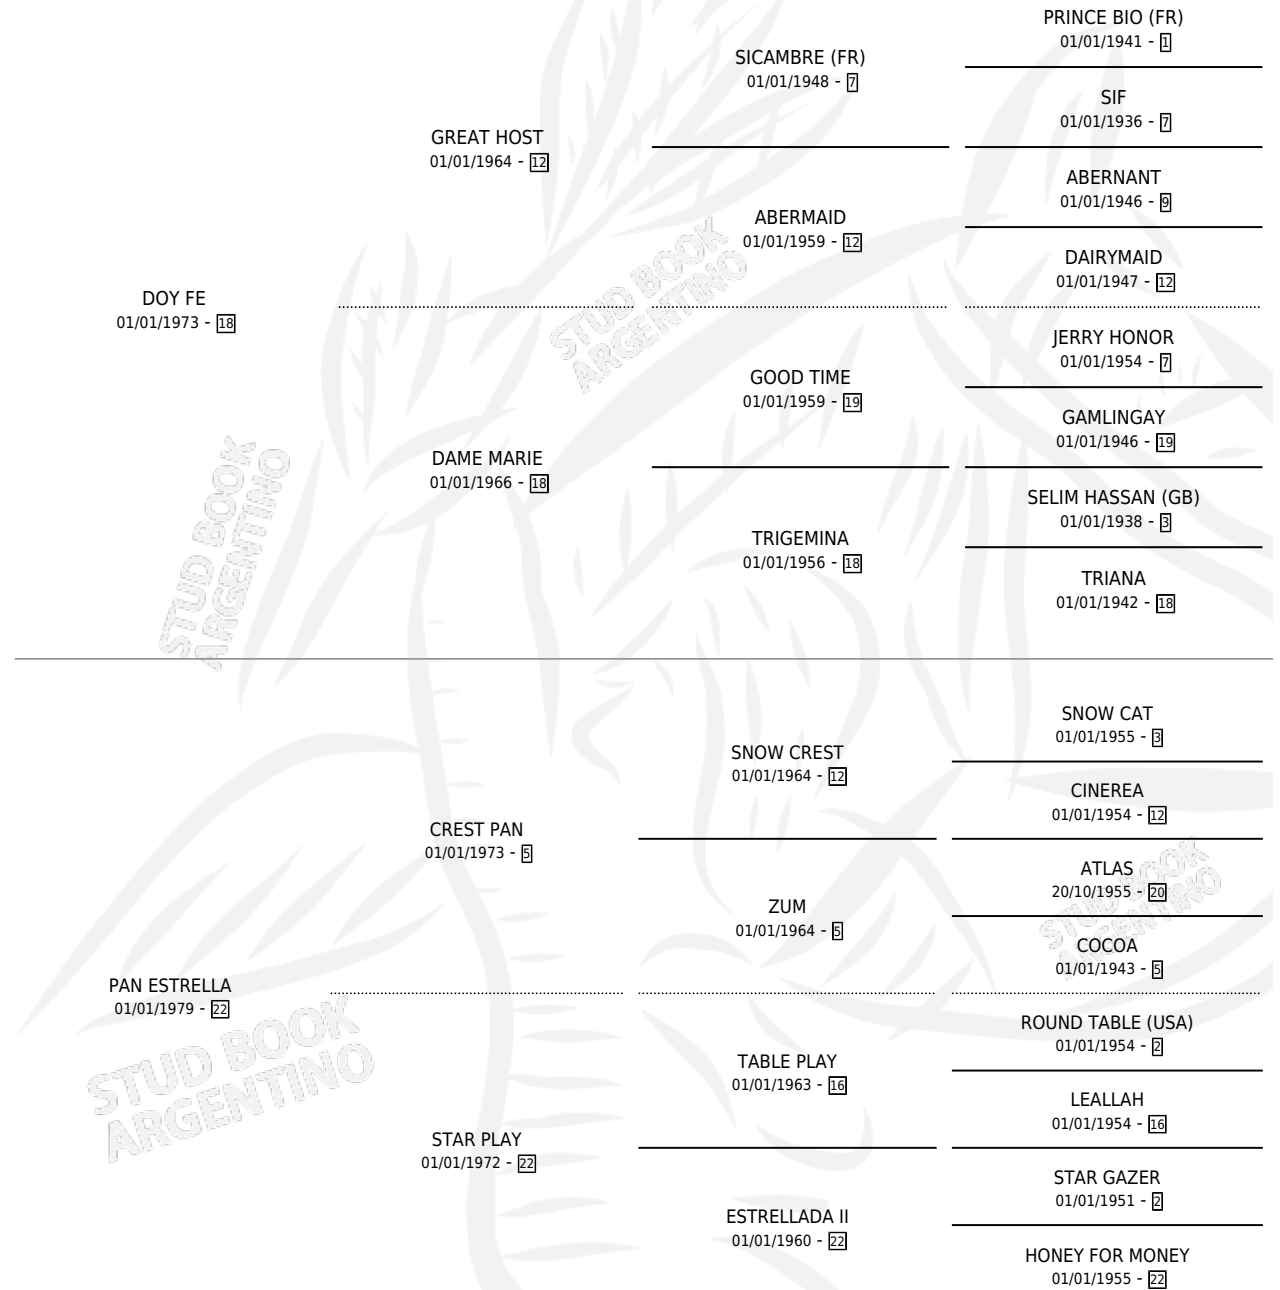 PRINCE BIO (FR)
01/01/1941 - 1
SICAMBRE (FR)
01/01/1948 - 7
SIF
01/01/1936 - 7
GREAT HOST
01/01/1964 - 12
ABERNANT
01/01/1946 - 9
ABERMAID
01/01/1959 - 12
DAIRYMAID
01/01/1947 - 12
DOY FE
01/01/1973 - 18
JERRY HONOR
01/01/1954 - 7
GOOD TIME
01/01/1959 - 19
GAMLINGAY
01/01/1946 - 19
DAME MARIE
01/01/1966 - 18
SELIM HASSAN (GB)
01/01/1938 - 3
TRIGEMINA
01/01/1956 - 18
TRIANA
01/01/1942 - 18
SNOW CAT
01/01/1955 - 3
SNOW CREST
01/01/1964 - 12
CINEREA
01/01/1954 - 12
CREST PAN
01/01/1973 - 5
ATLAS
20/10/1955 - 20
ZUM
01/01/1964 - 5
COCOA
01/01/1943 - 5
PAN ESTRELLA
01/01/1979 - 22
ROUND TABLE (USA)
01/01/1954 - 2
TABLE PLAY
01/01/1963 - 16
LEALLAH
01/01/1954 - 16
STAR PLAY
01/01/1972 - 22
STAR GAZER
01/01/1951 - 2
ESTRELLADA II
01/01/1960 - 22
HONEY FOR MONEY
01/01/1955 - 22
STUD BOOK
ARGENTINO
STUD BOOK
ARGENTINO
STUD BOOK
ARGENTINO
STUD BOOK
ARGENTINO